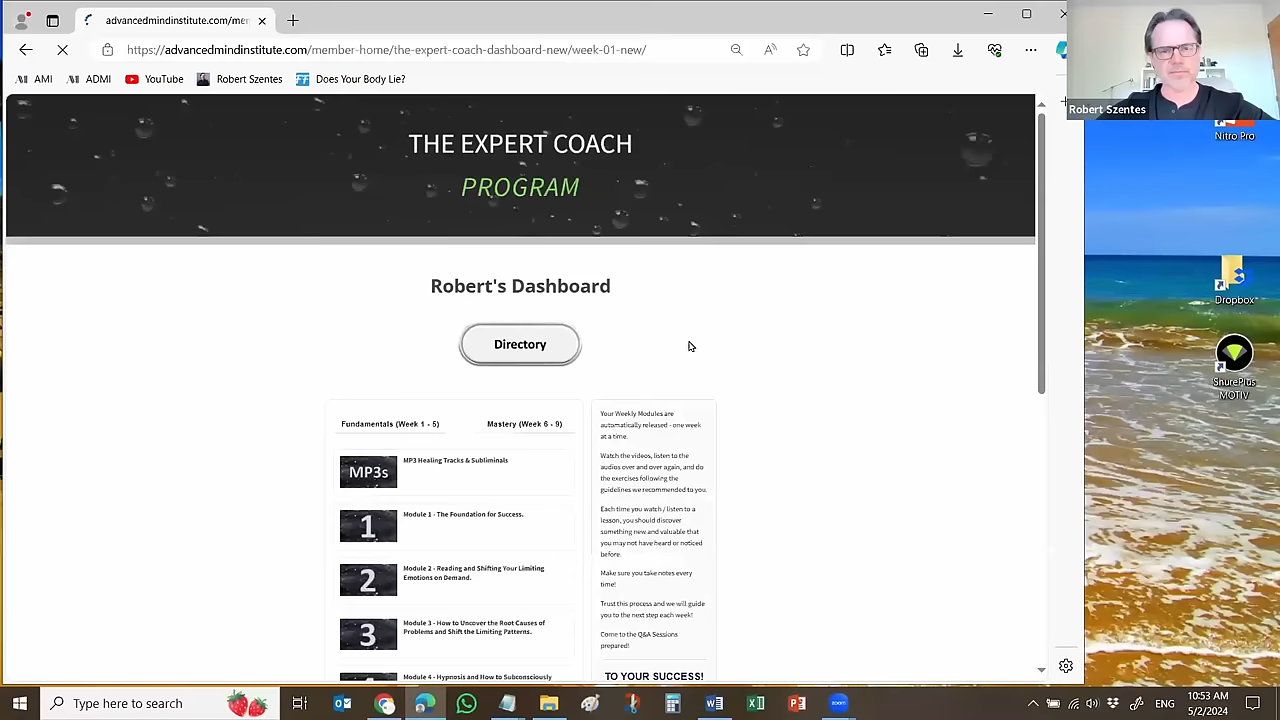 advancedmindinstitute.com/mem
https://advancedmindinstitute.com/member-home/the-expert-coach-dashboard-new/week-01-new/
AMI
ADMI
YouTube
Robert Szentes
Does Your Body Lie?
Robert Szentes
THE EXPERT COACH
PROGRAM
Robert's Dashboard
Directory
Fundamentals (Week 1 - 5)
Mastery (Week 6 - 9)
MP3s
MP3 Healing Tracks & Subliminals
1
Module 1 - The Foundation for Success.
2
Module 2 - Reading and Shifting Your Limiting
Emotions on Demand.
3
Module 3 - How to Uncover the Root Causes of
Problems and Shift the Limiting Patterns.
Module 4 - Hypnosis and How to Subconsciously
Your Weekly Modules are
automatically released - one week
at a time.
Watch the videos, listen to the
audios over and over again, and do
the exercises following the
guidelines we recommended to you.
Each time you watch / listen to a
lesson, you should discover
something new and valuable that
you may not have heard or noticed
before.
Make sure you take notes every
time!
Trust this process and we will guide
you to the next step each week!
Come to the Q&A Sessions
prepared!
TO YOUR SUCCESS!
Nitro Pro
Dropbox
ShurePlus
MOTIV
Type here to search
zoom
ENG
10:53 AM
5/2/2024